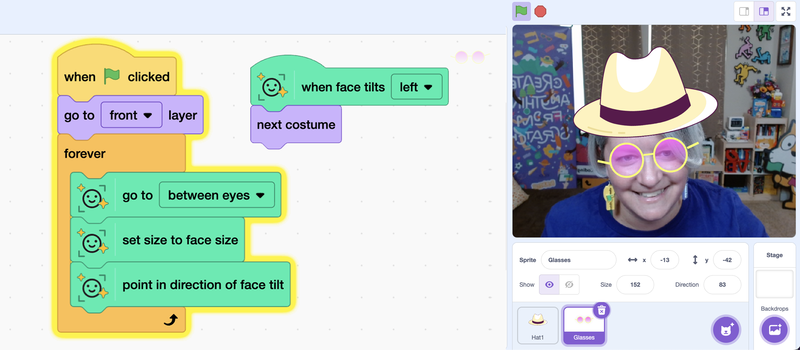 when clicked
go to front layer
forever
go to between eyes
set size to face size
point in direction of face tilt
when face tilts left
next costume
CREATE
ANYTHING
Sprite Glasses x -13 y -42
Show Size 152 Direction 83
Hat1
Glasses
Stage
Backdrops